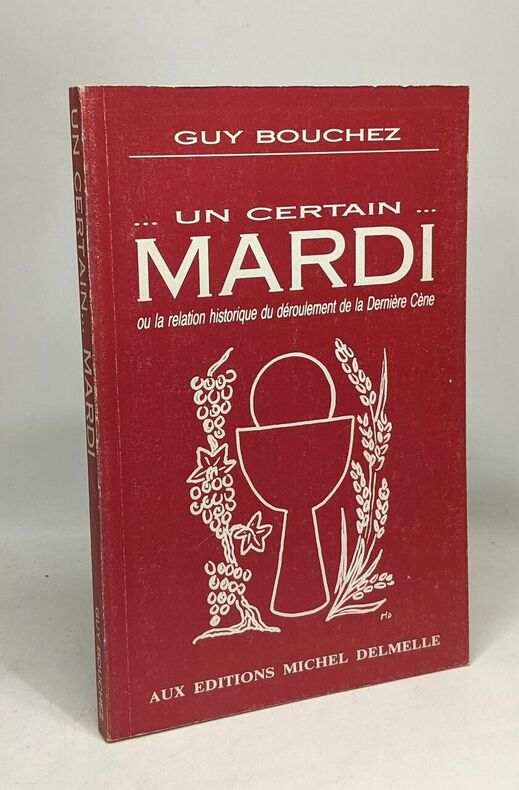 GUY BOUCHEZ
... UN CERTAIN ...
MARDI
ou la relation historique du déroulement de la Dernière Cène
MD
AUX EDITIONS MICHEL DELMELLE
UN CERTAIN... MARDI
GUY BOUCHEZ